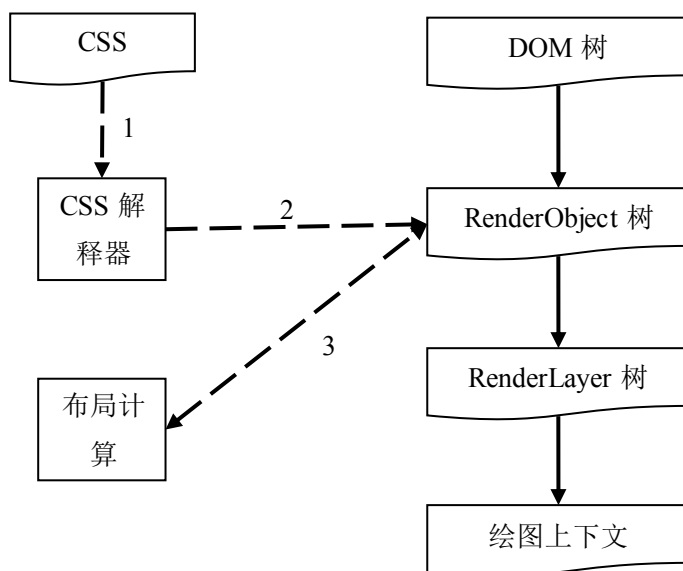 CSS
DOM 树
1
CSS 解
释器
2
RenderObject 树
3
布局计
算
RenderLayer 树
绘图上下文